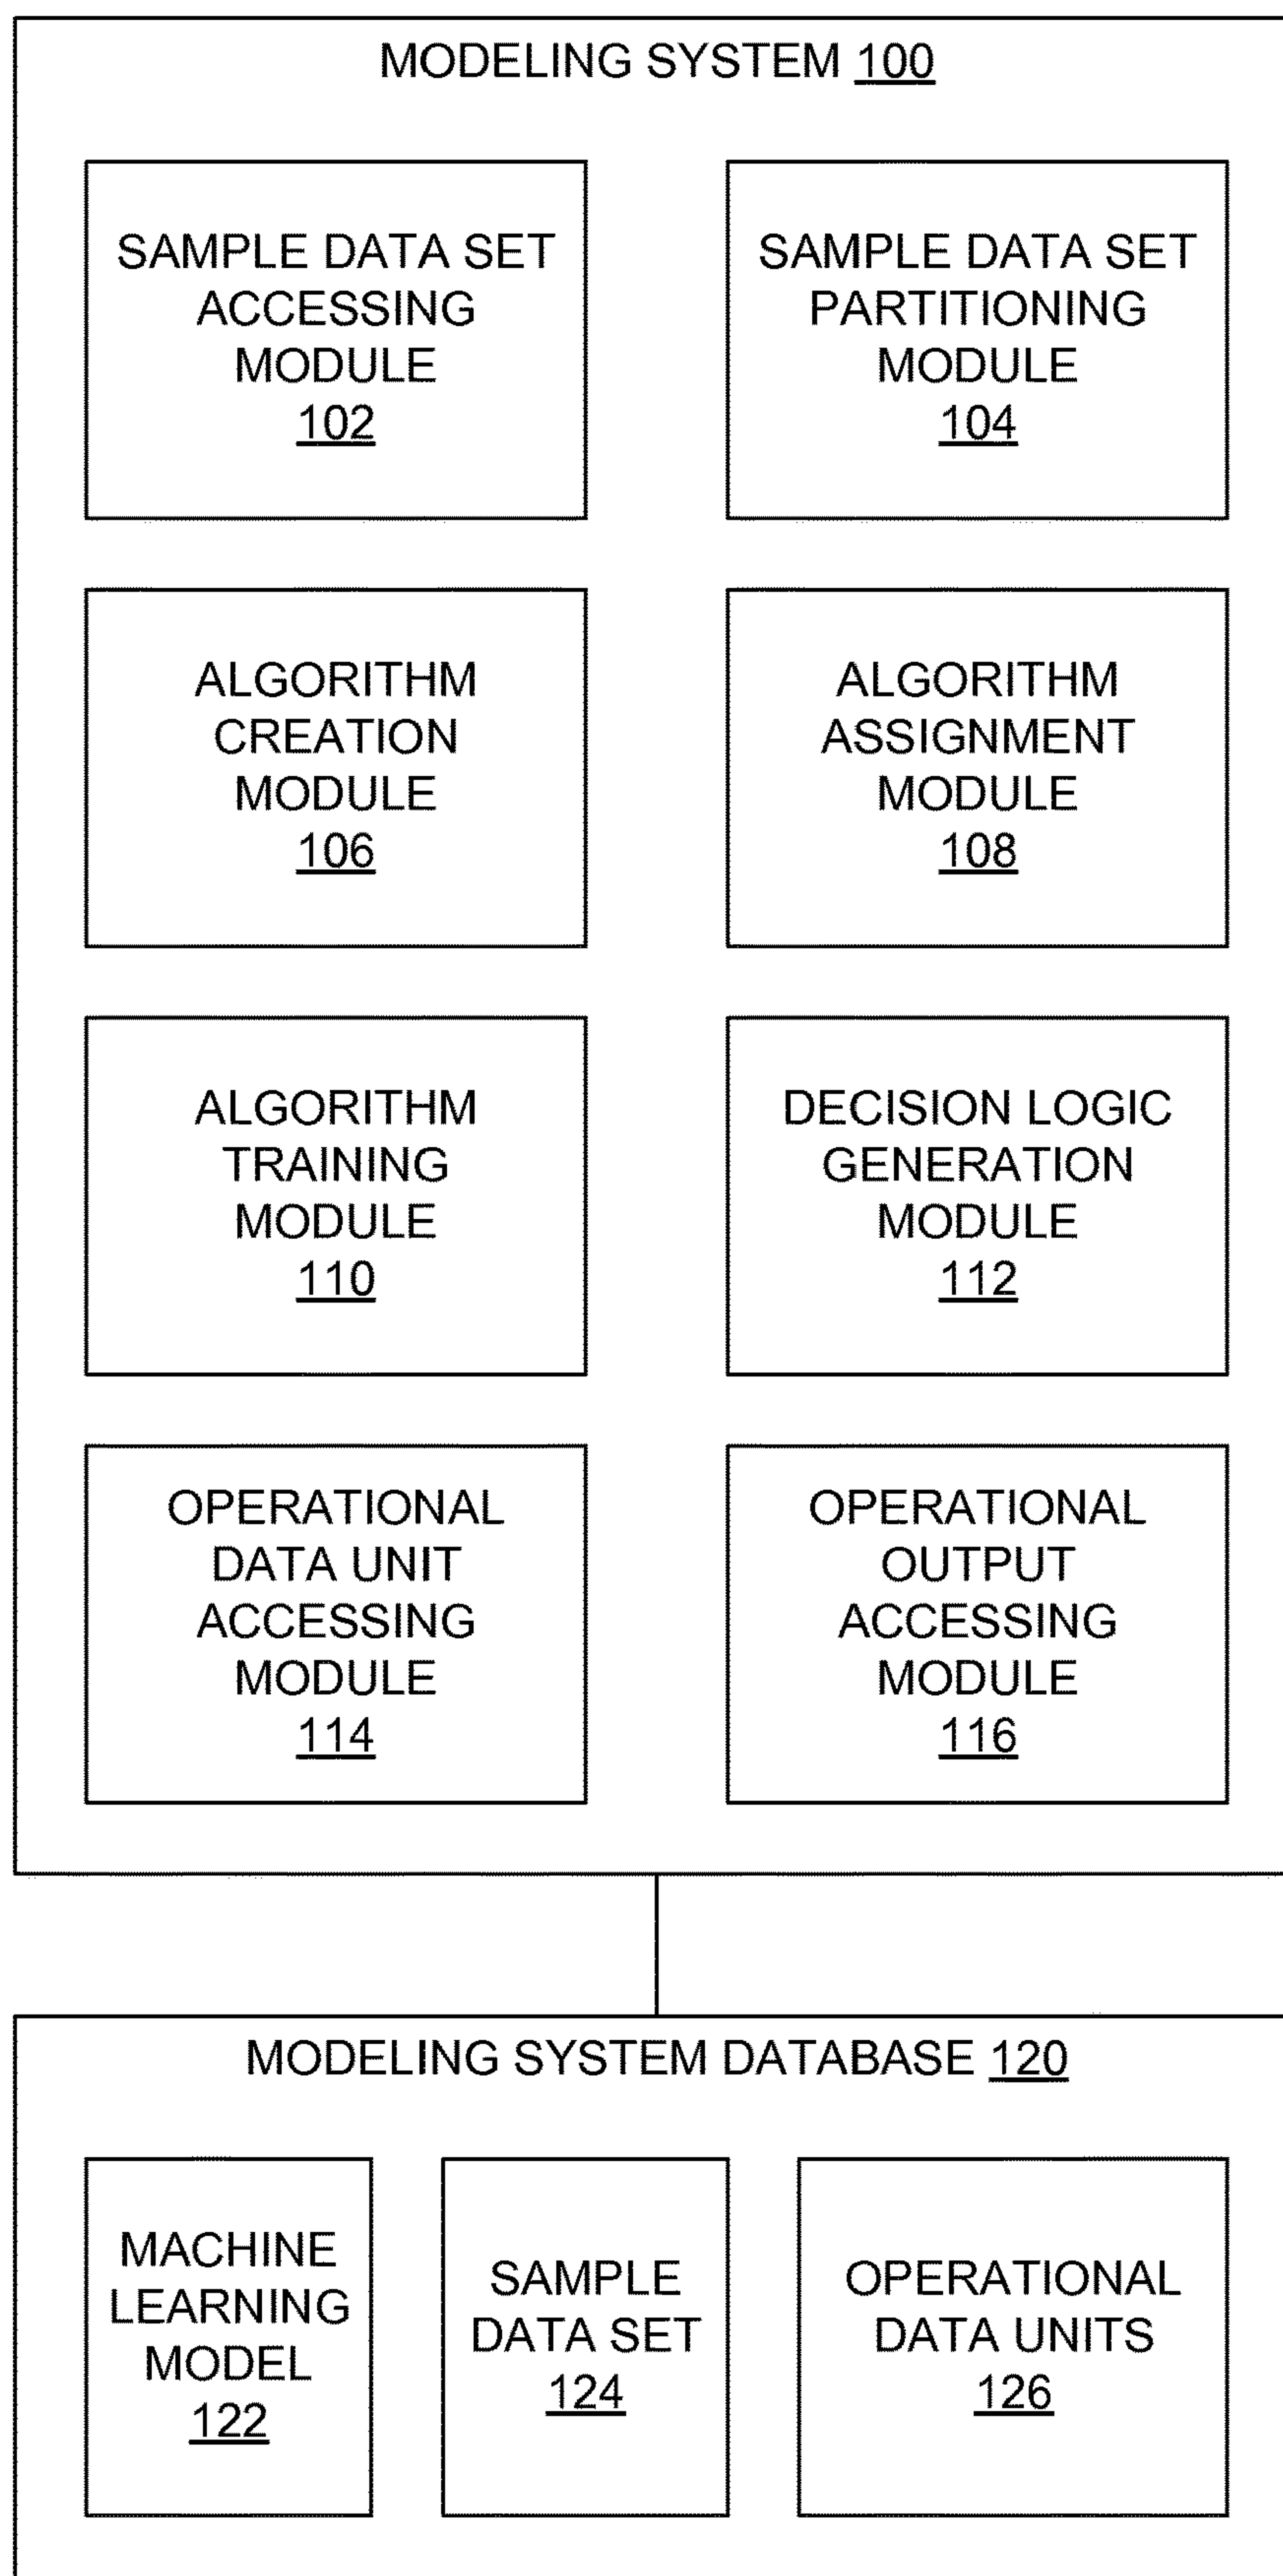 MODELING SYSTEM 100
SAMPLE DATA SET
ACCESSING
MODULE
102
SAMPLE DATA SET
PARTITIONING
MODULE
104
ALGORITHM
CREATION
MODULE
106
ALGORITHM
ASSIGNMENT
MODULE
108
ALGORITHM
TRAINING
MODULE
110
DECISION LOGIC
GENERATION
MODULE
112
OPERATIONAL
DATA UNIT
ACCESSING
MODULE
114
OPERATIONAL
OUTPUT
ACCESSING
MODULE
116
MODELING SYSTEM DATABASE 120
MACHINE
LEARNING
MODEL
122
SAMPLE
DATA SET
124
OPERATIONAL
DATA UNITS
126